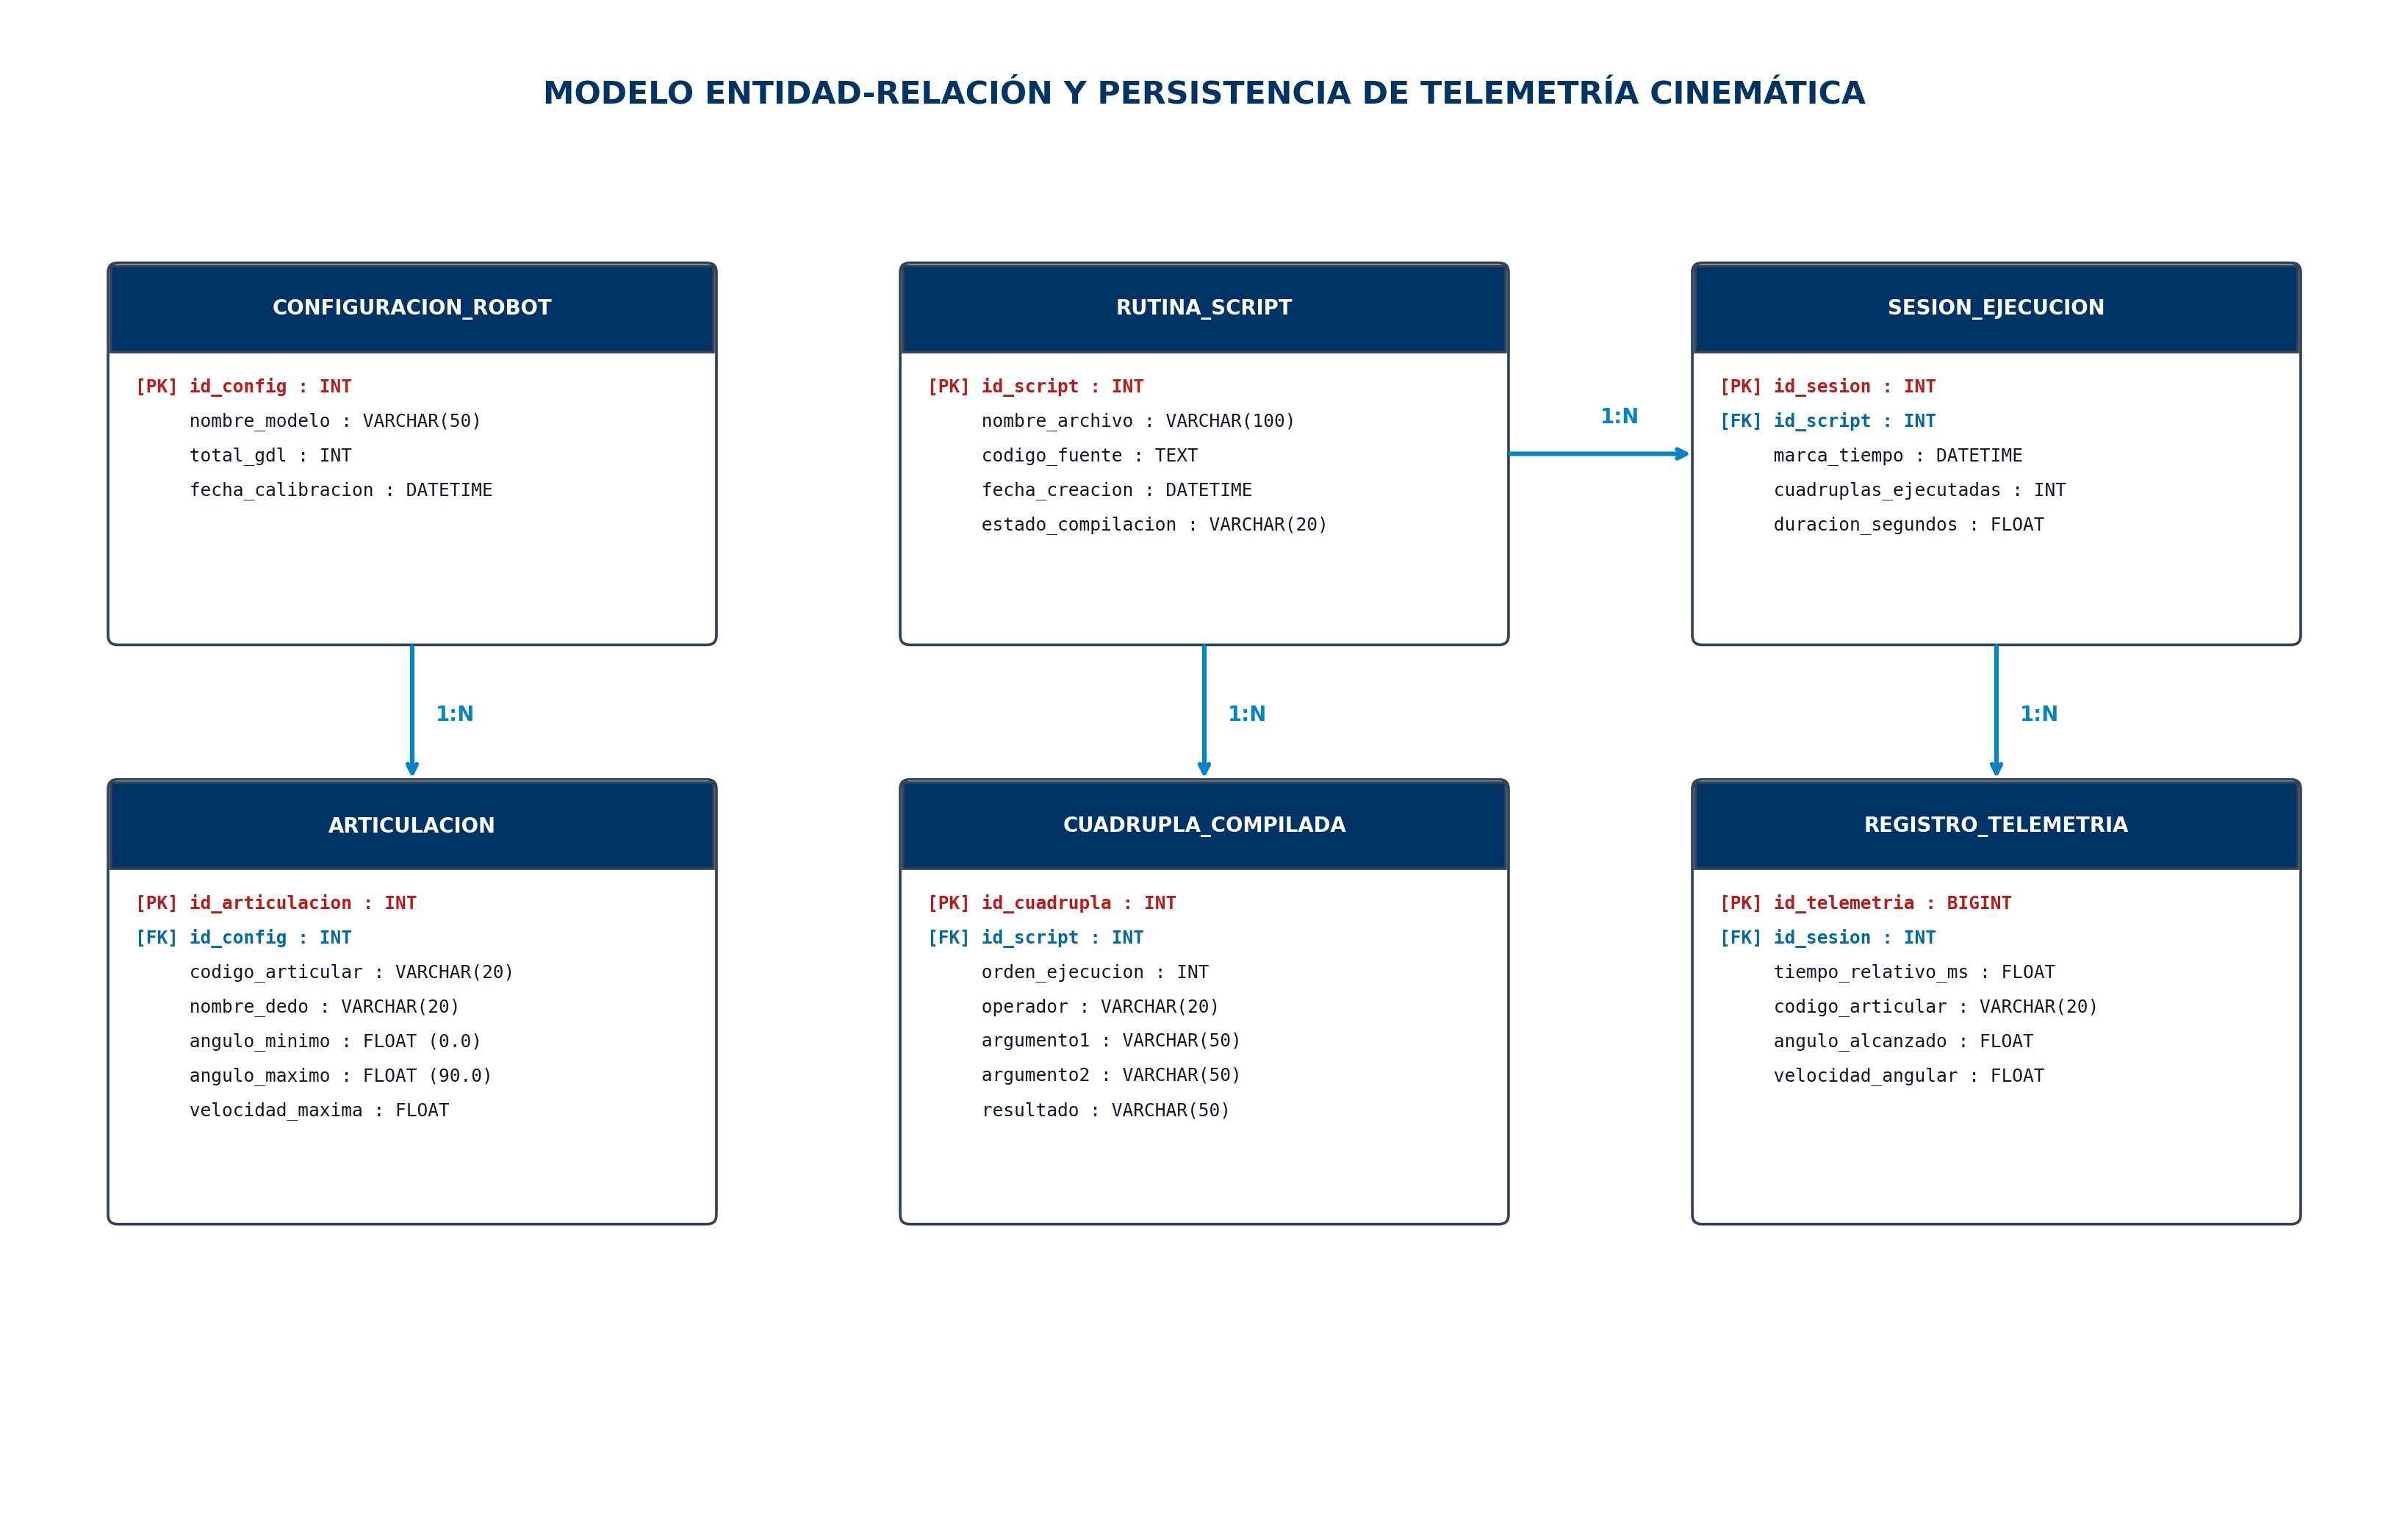 MODELO ENTIDAD-RELACIÓN Y PERSISTENCIA DE TELEMETRÍA CINEMÁTICA
CONFIGURACION_ROBOT
[PK] id_config : INT
nombre_modelo : VARCHAR(50)
total_gdl : INT
fecha_calibracion : DATETIME
RUTINA_SCRIPT
[PK] id_script : INT
nombre_archivo : VARCHAR(100)
codigo_fuente : TEXT
fecha_creacion : DATETIME
estado_compilacion : VARCHAR(20)
1:N
SESION_EJECUCION
[PK] id_sesion : INT
[FK] id_script : INT
marca_tiempo : DATETIME
cuadruplas_ejecutadas : INT
duracion_segundos : FLOAT
1:N
1:N
1:N
ARTICULACION
[PK] id_articulacion : INT
[FK] id_config : INT
codigo_articular : VARCHAR(20)
nombre_dedo : VARCHAR(20)
angulo_minimo : FLOAT (0.0)
angulo_maximo : FLOAT (90.0)
velocidad_maxima : FLOAT
CUADRUPLA_COMPILADA
[PK] id_cuadrupla : INT
[FK] id_script : INT
orden_ejecucion : INT
operador : VARCHAR(20)
argumento1 : VARCHAR(50)
argumento2 : VARCHAR(50)
resultado : VARCHAR(50)
REGISTRO_TELEMETRIA
[PK] id_telemetria : BIGINT
[FK] id_sesion : INT
tiempo_relativo_ms : FLOAT
codigo_articular : VARCHAR(20)
angulo_alcanzado : FLOAT
velocidad_angular : FLOAT